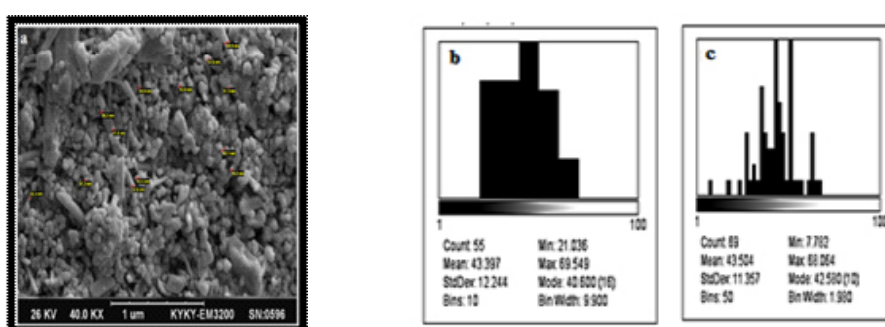 a
26 KV 40.0 KX 1 um KYKY-EM3200 SN:0596
b
1 100
Count: 55 Min: 21.036
Mean: 43.397 Max: 69.549
StdDev: 12.244 Mode: 40.600 (16)
Bins: 10 Bin Width: 9.900
c
1 100
Count: 69 Min: 7.782
Mean: 43.504 Max: 68.064
StdDev: 11.357 Mode: 42.580 (10)
Bins: 50 Bin Width: 1.980